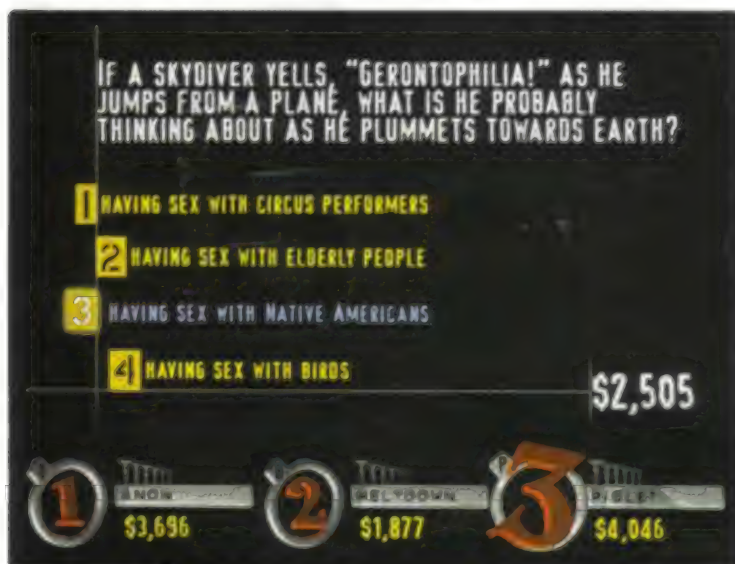 IF A SKYDIVER YELLS, "GERONTOPHILIA!" AS HE
JUMPS FROM A PLANE, WHAT IS HE PROBABLY
THINKING ABOUT AS HE PLUMMETS TOWARDS EARTH?
1 HAVING SEX WITH CIRCUS PERFORMERS
2 HAVING SEX WITH ELDERLY PEOPLE
3 HAVING SEX WITH NATIVE AMERICANS
4 HAVING SEX WITH BIRDS
$2,505
1 ANON $3,696
2 MELTDOWN $1,877
3 PIGLET $4,046